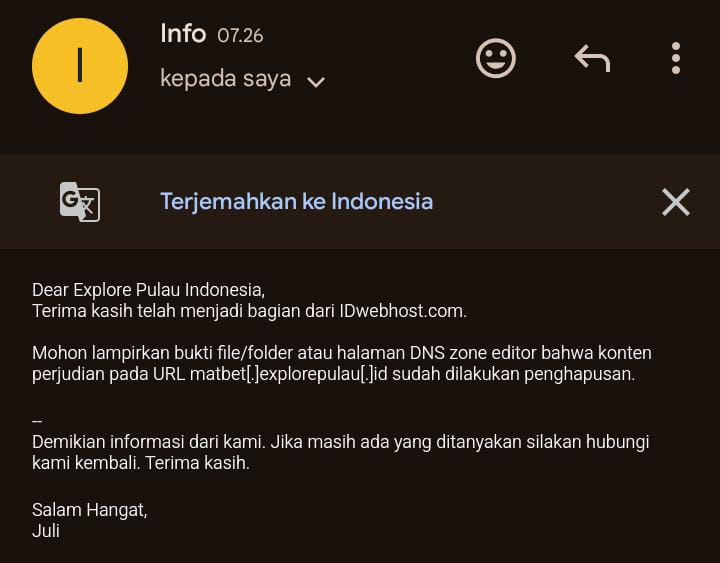 I
Info 07.26
kepada saya
Terjemahkan ke Indonesia
Dear Explore Pulau Indonesia,
Terima kasih telah menjadi bagian dari IDwebhost.com.
Mohon lampirkan bukti file/folder atau halaman DNS zone editor bahwa konten
perjudian pada URL matbet[.]explorepulau[.]id sudah dilakukan penghapusan.
--
Demikian informasi dari kami. Jika masih ada yang ditanyakan silakan hubungi
kami kembali. Terima kasih.
Salam Hangat,
Juli